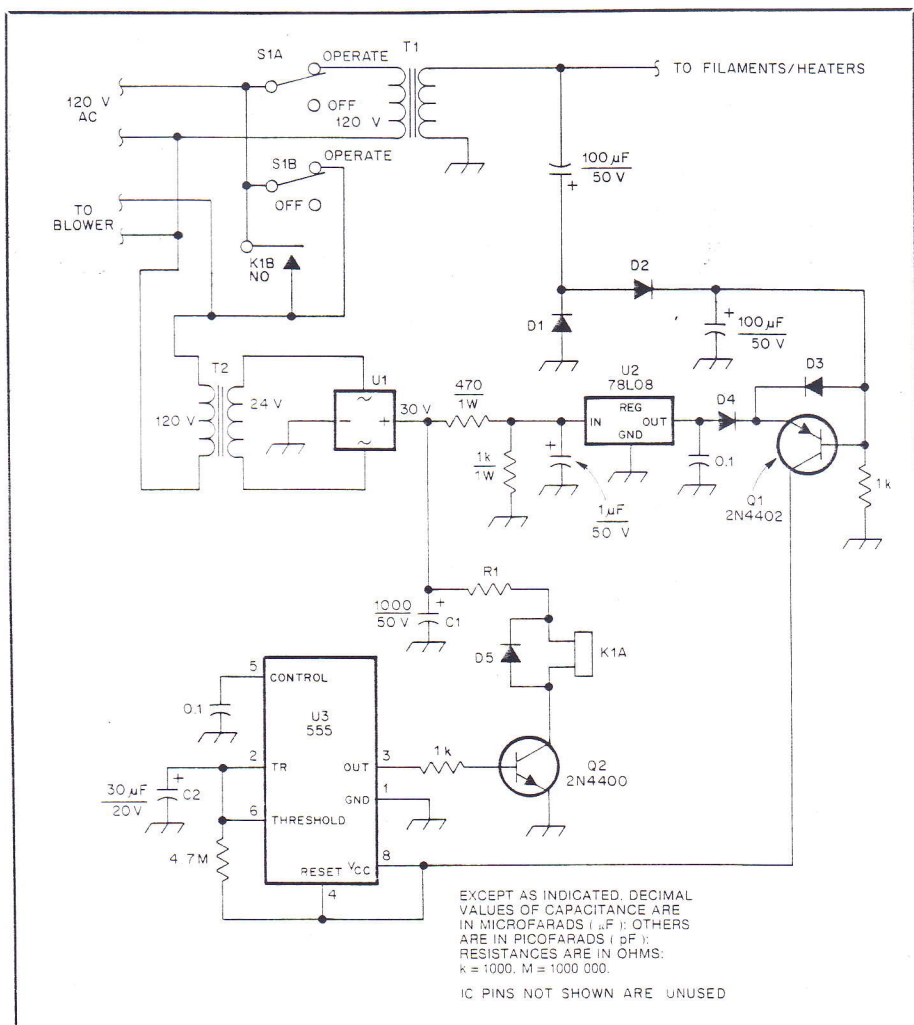 S1A
OPERATE
T1
TO FILAMENTS/HEATERS
120 V
AC
OFF
120 V
S1B
OPERATE
100 µF
50 V
+
OFF
TO
BLOWER
K1B
NO
D2
D1
+
100 µF
50 V
T2
U1
U2
78L08
D3
120 V
24 V
~
−
+
~
30 V
470
1W
REG
IN
OUT
GND
D4
1k
1W
+
0.1
1µF
50 V
Q1
2N4402
1k
R1
1000
50V
+
C1
D5
K1A
5
CONTROL
0.1
U3
555
2
TR
OUT
3
1k
Q2
2N4400
30 µF
20V
+
C2
GND
1
6
THRESHOLD
4.7M
RESET
VCC
8
4
EXCEPT AS INDICATED, DECIMAL
VALUES OF CAPACITANCE ARE
IN MICROFARADS ( µF ); OTHERS
ARE IN PICOFARADS ( pF );
RESISTANCES ARE IN OHMS;
k = 1000, M = 1000 000.
IC PINS NOT SHOWN ARE UNUSED